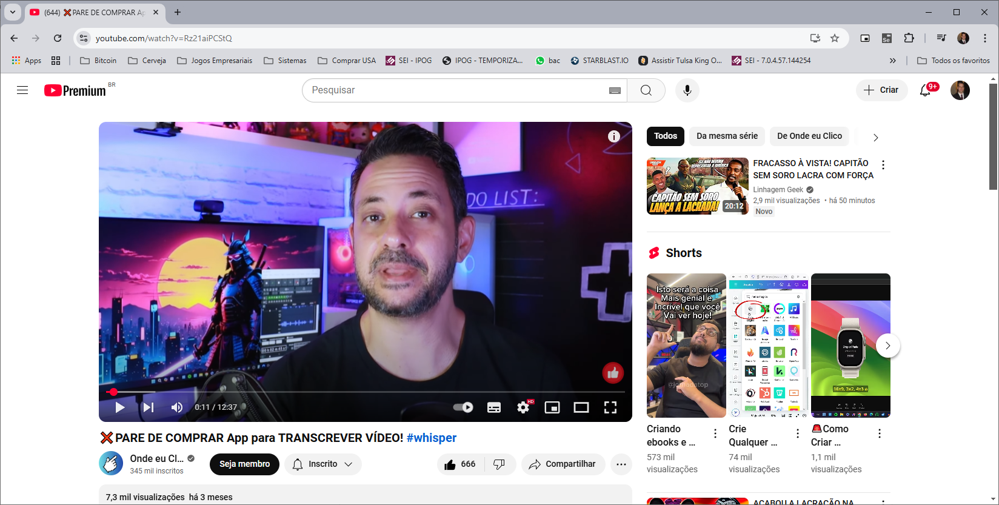 (644) ❌PARE DE COMPRAR Ap
youtube.com/watch?v=Rz21aiPCStQ
Apps
Bitcoin
Cerveja
Jogos Empresariais
Sistemas
Comprar USA
SEI - IPOG
IPOG - TEMPORIZA...
bac
STARBLAST.IO
Assistir Tulsa King O...
SEI - 7.0.4.57.144254
Todos os favoritos
Premium BR
Pesquisar
Criar
9+
DO LIST:
0:11 / 12:37
HD
❌PARE DE COMPRAR App para TRANSCREVER VÍDEO! #whisper
Onde eu Cl...
345 mil inscritos
Seja membro
Inscrito
666
Compartilhar
7,3 mil visualizações há 3 meses
Todos
Da mesma série
De Onde eu Clico
ELE NÃO DEVERIA
REPRESENTAR A AMÉRICA
CAPITÃO SEM SORO
LANÇA A LACRADA!
20:12
FRACASSO À VISTA! CAPITÃO
SEM SORO LACRA COM FORÇA
Linhagem Geek
2,9 mil visualizações • há 50 minutos
Novo
Shorts
Isto será a coisa
Mais genial e
Incrível que você
Vai ver hoje!
@jornadatop
Criando
ebooks e ...
573 mil
visualizações
Crie
Qualquer ...
74 mil
visualizações
16x9, 3x2, 4x3 e
🚨Como
Criar ...
1,1 mil
visualizações
ACABOU A LACRAÇÃO NA